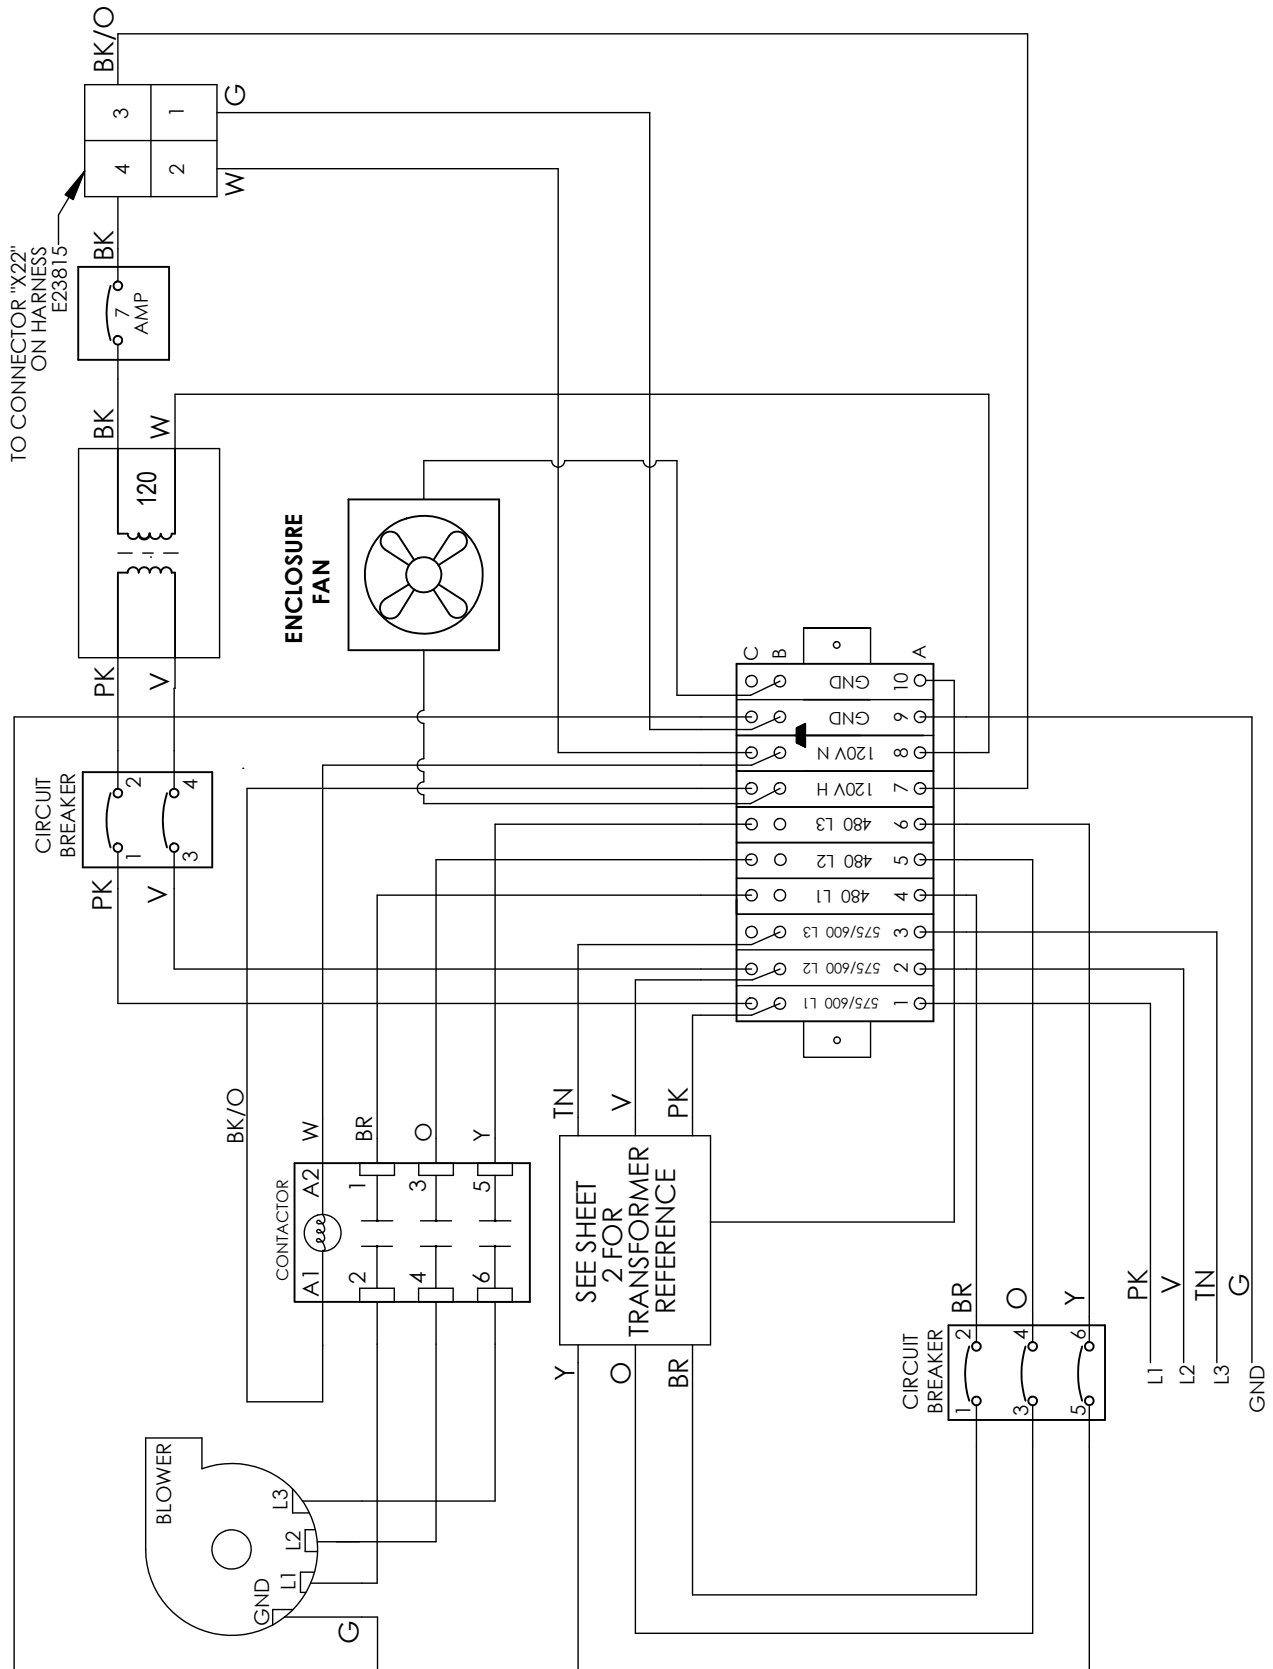 TO CONNECTOR "X22"
ON HARNESS
E23815
BK/O
3
1
4
2
G
W
BK
7
AMP
BK
W
120
PK
V
CIRCUIT
BREAKER
2
4
1
3
PK
V
ENCLOSURE
FAN
C
B
A
GND 10
GND 9
120V N 8
120V H 7
480 L3 6
480 L2 5
480 L1 4
575/600 L3 3
575/600 L2 2
575/600 L1 1
BK/O
W
BR
O
Y
CONTACTOR
A1
A2
1
3
5
2
4
6
TN
V
PK
SEE SHEET
2 FOR
TRANSFORMER
REFERENCE
Y
O
BR
BLOWER
L3
L2
L1
GND
G
CIRCUIT
BREAKER
1
2
3
4
5
6
BR
O
Y
PK
V
TN
G
L1
L2
L3
GND